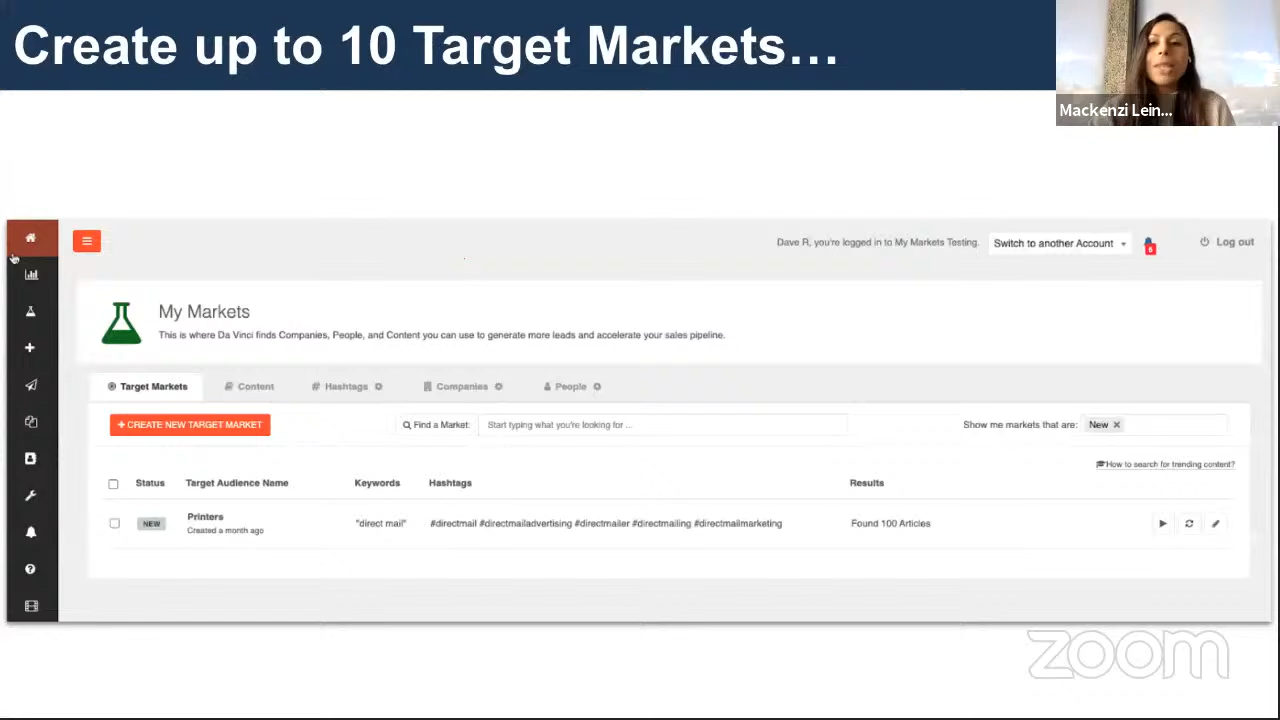 Create up to 10 Target Markets…
Mackenzi Lein...
Dave R, you're logged in to My Markets Testing.
Switch to another Account
5
Log out
My Markets
This is where Da Vinci finds Companies, People, and Content you can use to generate more leads and accelerate your sales pipeline.
Target Markets
Content
Hashtags
Companies
People
+ CREATE NEW TARGET MARKET
Find a Market:
Start typing what you're looking for ...
Show me markets that are:
New ×
How to search for trending content?
Status Target Audience Name Keywords Hashtags Results
NEW
Printers
Created a month ago
"direct mail"
#directmail #directmailadvertising #directmailer #directmailing #directmailmarketing
Found 100 Articles
zoom